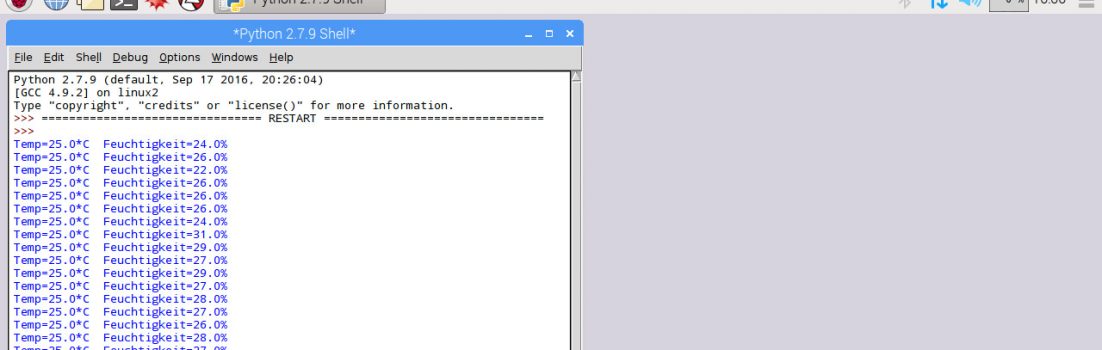 Python 2.7.9 Shell
*Python 2.7.9 Shell*
File Edit Shell Debug Options Windows Help
Python 2.7.9 (default, Sep 17 2016, 20:26:04)
[GCC 4.9.2] on linux2
Type "copyright", "credits" or "license()" for more information.
>>> ================================ RESTART ================================
>>>
Temp=25.0*C  Feuchtigkeit=24.0%
Temp=25.0*C  Feuchtigkeit=26.0%
Temp=25.0*C  Feuchtigkeit=22.0%
Temp=25.0*C  Feuchtigkeit=26.0%
Temp=25.0*C  Feuchtigkeit=26.0%
Temp=25.0*C  Feuchtigkeit=26.0%
Temp=25.0*C  Feuchtigkeit=24.0%
Temp=25.0*C  Feuchtigkeit=31.0%
Temp=25.0*C  Feuchtigkeit=29.0%
Temp=25.0*C  Feuchtigkeit=27.0%
Temp=25.0*C  Feuchtigkeit=29.0%
Temp=25.0*C  Feuchtigkeit=27.0%
Temp=25.0*C  Feuchtigkeit=28.0%
Temp=25.0*C  Feuchtigkeit=27.0%
Temp=25.0*C  Feuchtigkeit=26.0%
Temp=25.0*C  Feuchtigkeit=28.0%
Temp=25.0*C  Feuchtigkeit=27.0%